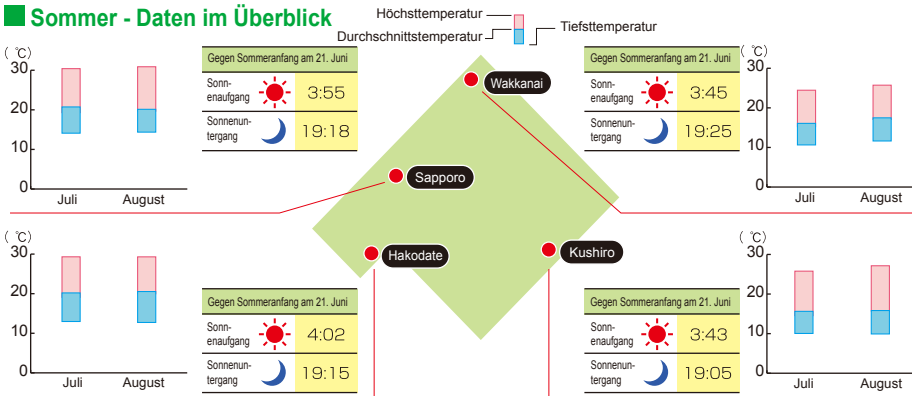 Sommer - Daten im Überblick
Höchsttemperatur
Durchschnittstemperatur
Tiefsttemperatur
(℃)
30
20
10
0
Juli August
Gegen Sommeranfang am 21. Juni
Sonn-
enaufgang 3:55
Sonnenun-
tergang 19:18
Wakkanai
Gegen Sommeranfang am 21. Juni
Sonn-
enaufgang 3:45
Sonnenun-
tergang 19:25
(℃)
30
20
10
0
Juli August
Sapporo
Hakodate
Kushiro
(℃)
30
20
10
0
Juli August
Gegen Sommeranfang am 21. Juni
Sonn-
enaufgang 4:02
Sonnenun-
tergang 19:15
Gegen Sommeranfang am 21. Juni
Sonn-
enaufgang 3:43
Sonnenun-
tergang 19:05
(℃)
30
20
10
0
Juli August